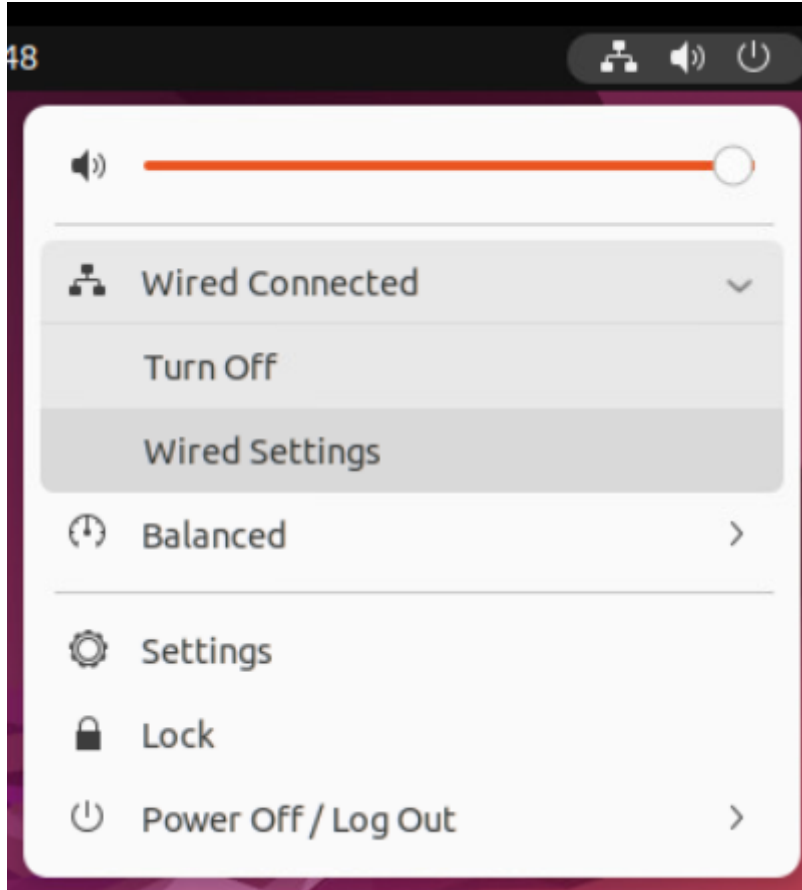 48
Wired Connected
Turn Off
Wired Settings
Balanced
Settings
Lock
Power Off / Log Out